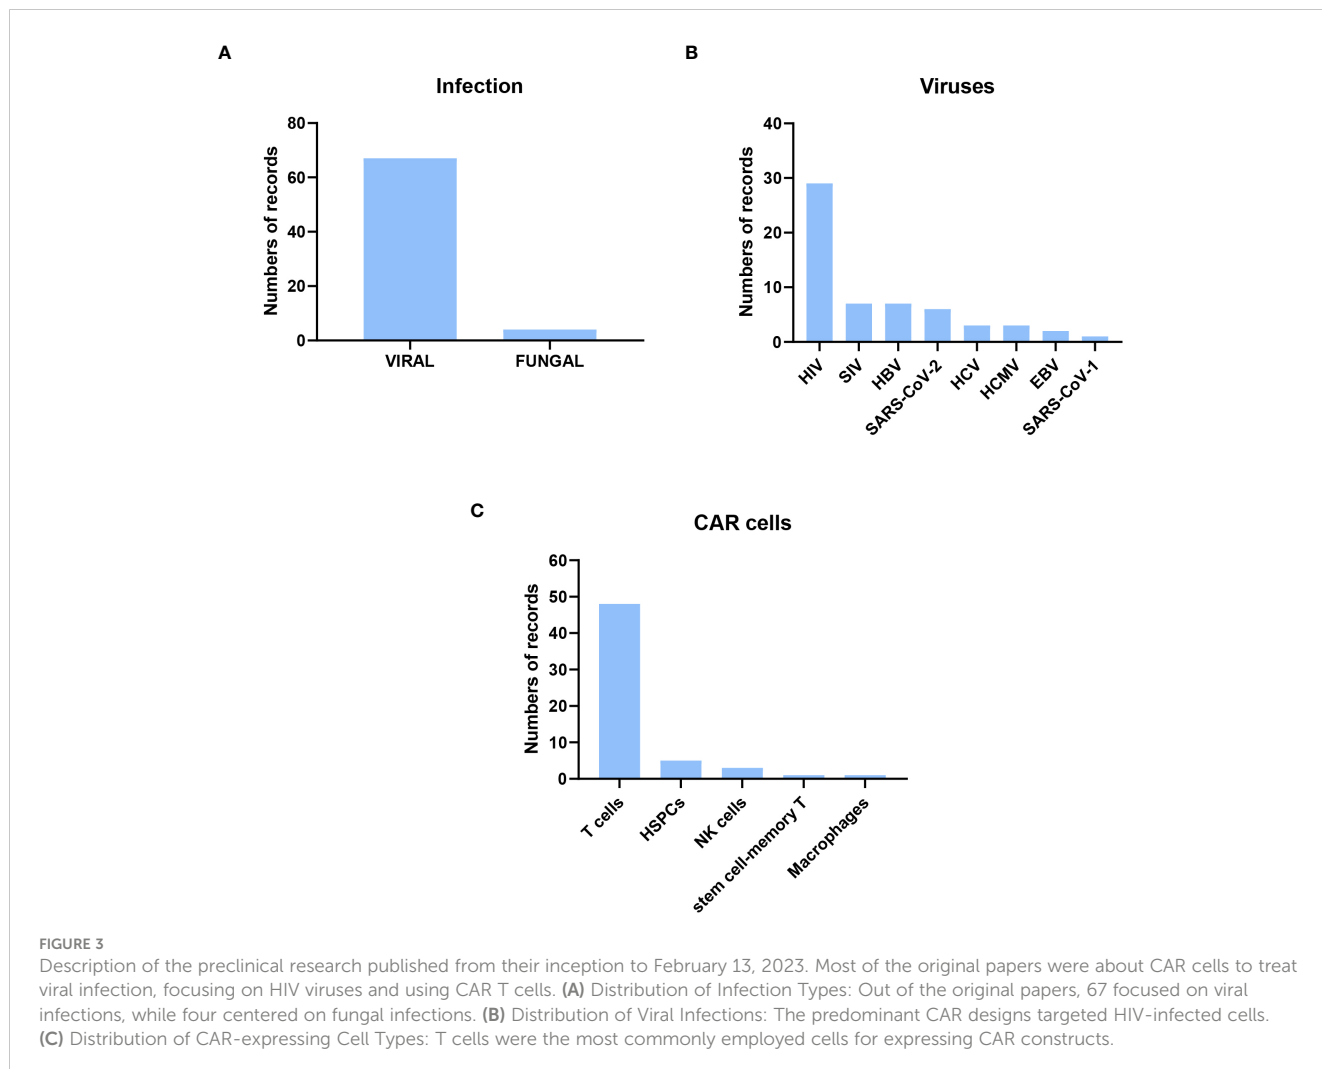 A
Infection
Numbers of records
80
60
40
20
0
VIRAL
FUNGAL
B
Viruses
Numbers of records
40
30
20
10
0
HIV
SIV
HBV
SARS-CoV-2
HCV
HCMV
EBV
SARS-CoV-1
C
CAR cells
Numbers of records
60
50
40
30
20
10
0
T cells
HSPCs
NK cells
stem cell-memory T
Macrophages
FIGURE 3
Description of the preclinical research published from their inception to February 13, 2023. Most of the original papers were about CAR cells to treat
viral infection, focusing on HIV viruses and using CAR T cells. (A) Distribution of Infection Types: Out of the original papers, 67 focused on viral
infections, while four centered on fungal infections. (B) Distribution of Viral Infections: The predominant CAR designs targeted HIV-infected cells.
(C) Distribution of CAR-expressing Cell Types: T cells were the most commonly employed cells for expressing CAR constructs.